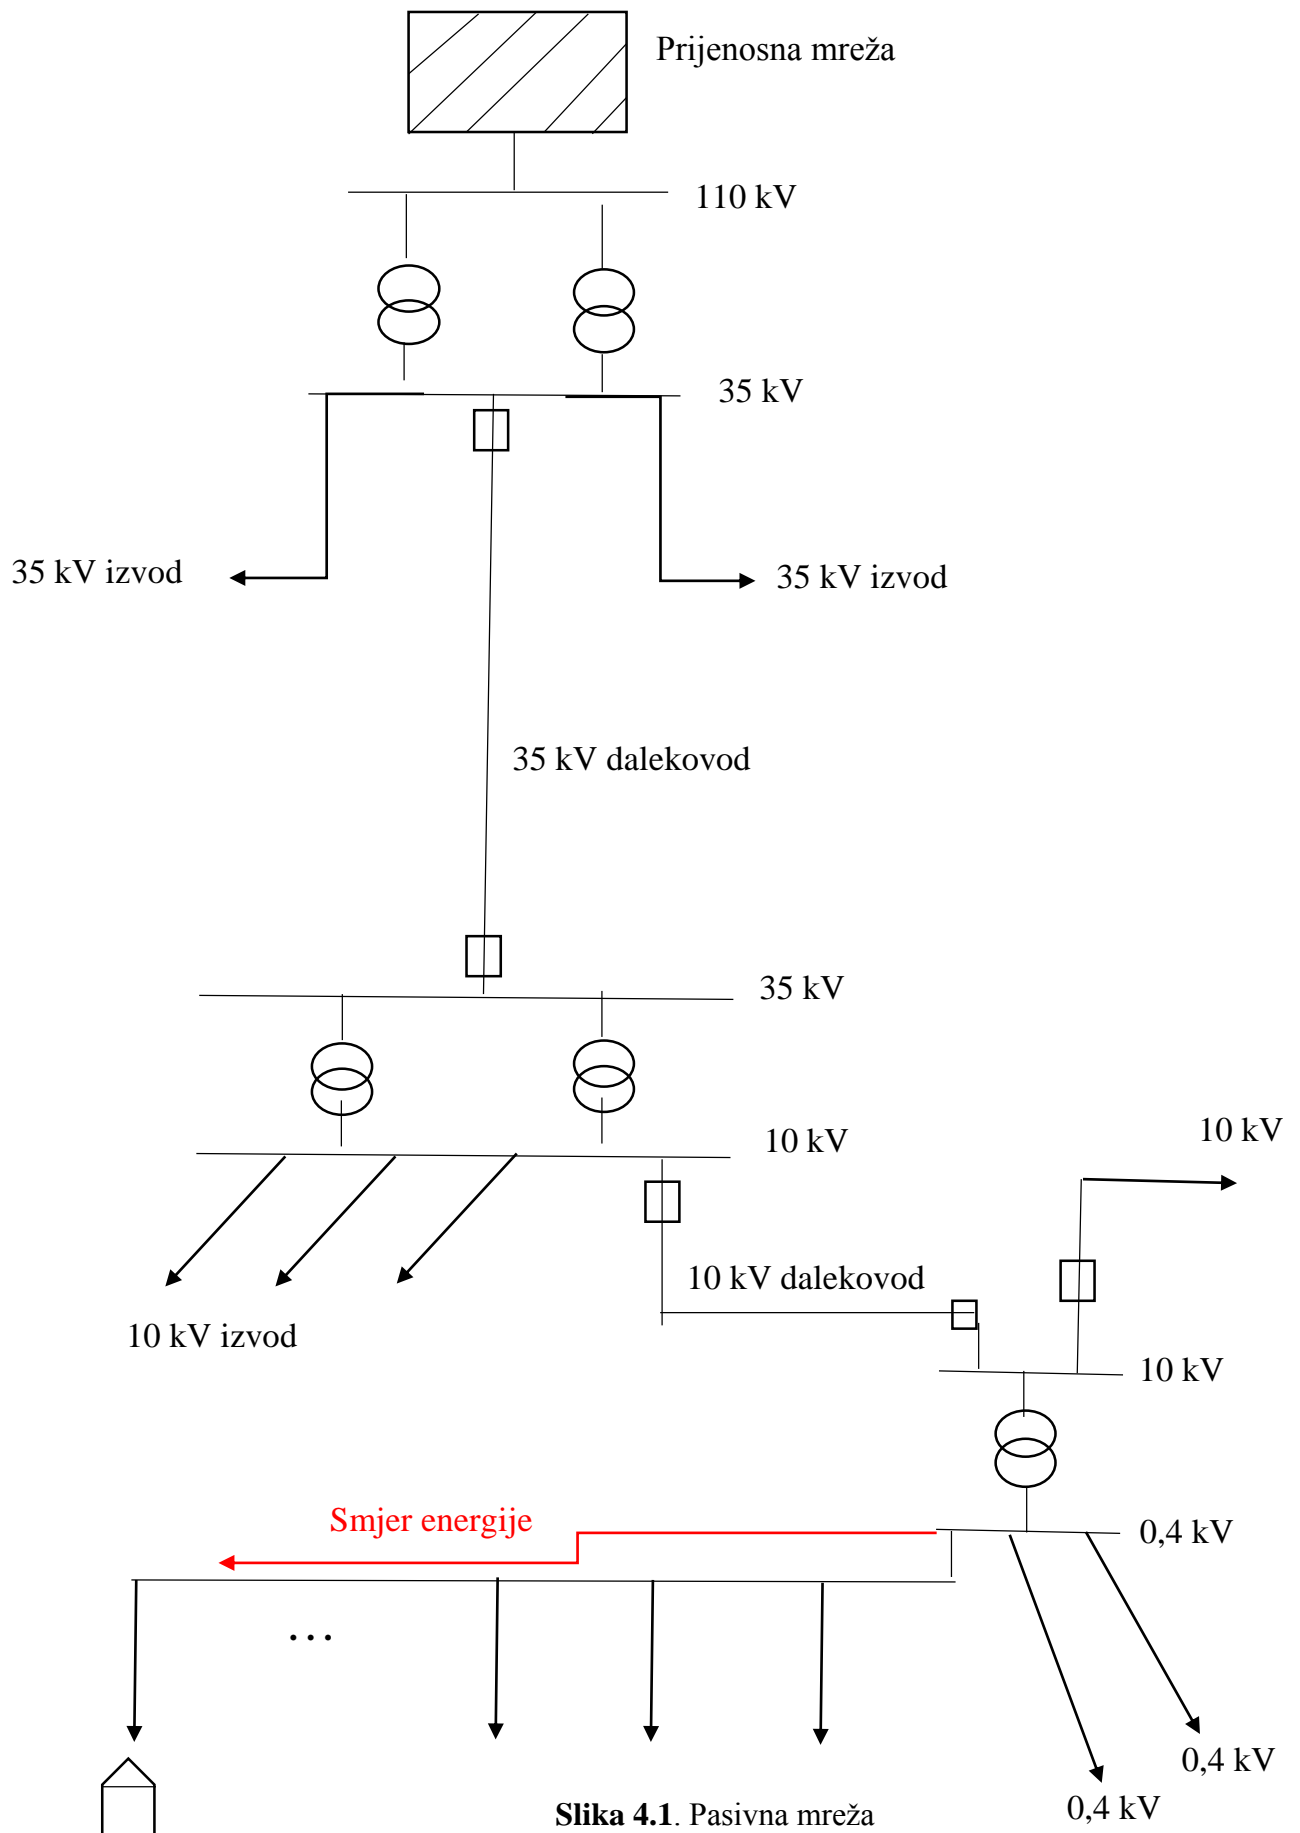 Prijenosna mreža
110 kV
35 kV
35 kV izvod
35 kV izvod
35 kV dalekovod
35 kV
10 kV
10 kV
10 kV dalekovod
10 kV izvod
10 kV
Smjer energije
0,4 kV
…
0,4 kV
0,4 kV
Slika 4.1. Pasivna mreža